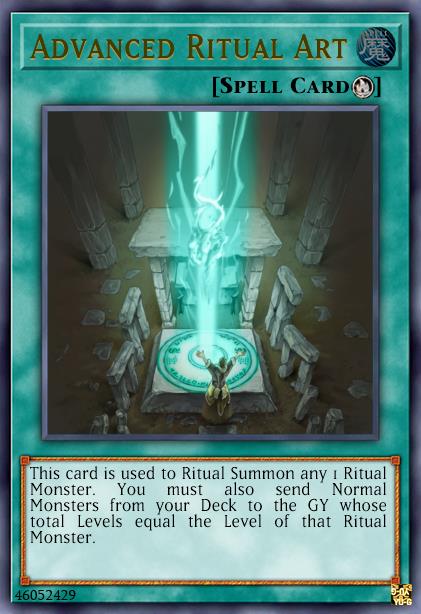 ADVANCED RITUAL ART
[SPELL CARD]
This card is used to Ritual Summon any 1 Ritual
Monster. You must also send Normal
Monsters from your Deck to the GY whose
total Levels equal the Level of that Ritual
Monster.
46052429